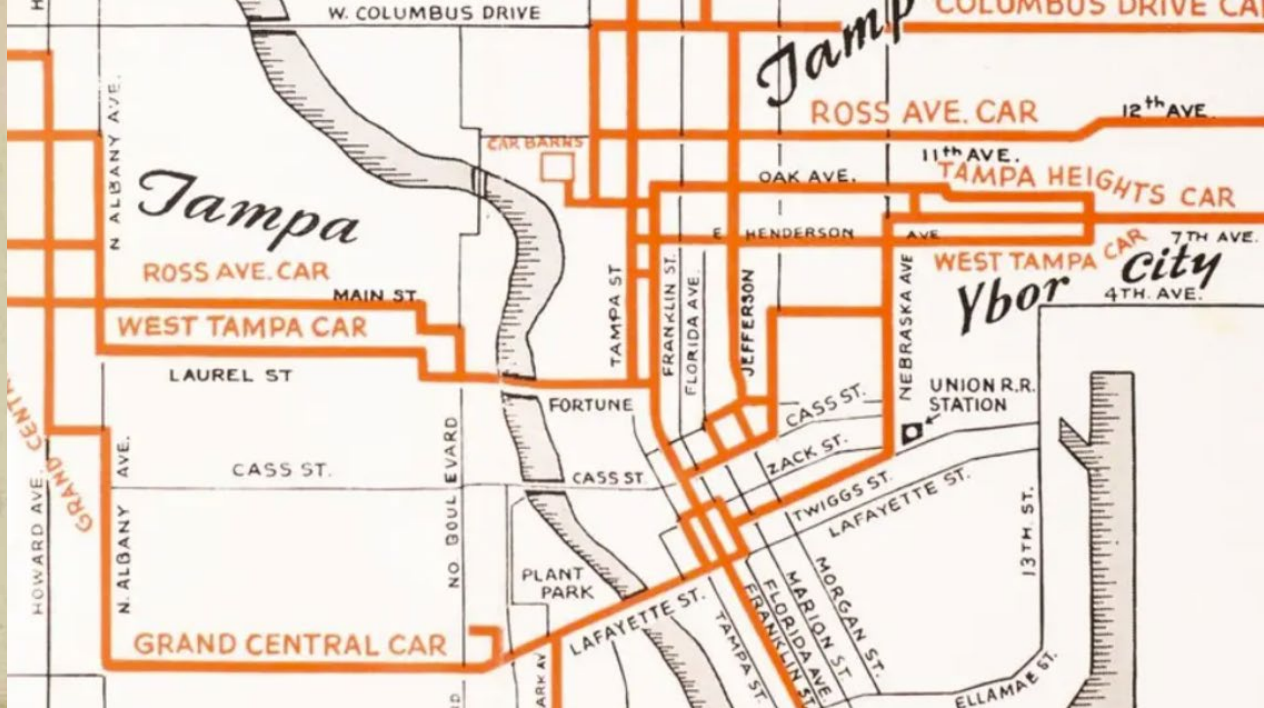 W. COLUMBUS DRIVE
COLUMBUS DRIVE
Tamp
12th AVE.
ROSS AVE. CAR
11th AVE.
CAR BARNS
TAMPA HEIGHTS CAR
OAK AVE.
N ALBANY AVE.
Tampa
E HENDERSON AVE
7TH AVE.
WEST TAMPA CAR
Ybor City
4TH. AVE.
ROSS AVE. CAR
MAIN ST.
WEST TAMPA CAR
LAUREL ST
TAMPA ST
FRANKLIN ST.
FLORIDA AVE.
JEFFERSON
NEBRASKA AVE
UNION R.R.
STATION
FORTUNE
CASS ST.
ZACK ST.
TWIGGS ST.
LAFAYETTE ST.
GRAND
CASS ST.
CASS ST.
HOWARD AVE.
N. ALBANY AVE.
NO. BOULEVARD
13TH. ST.
PLANT
PARK
LAFAYETTE ST.
TAMPA ST.
FRANKLIN ST.
FLORIDA AVE
MARION ST.
MORGAN ST.
GRAND CENTRAL CAR
ELLAMAE ST.